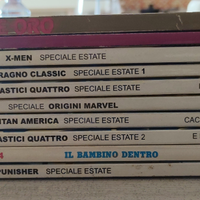 X-MEN SPECIALE ESTATE
RAGNO CLASSIC SPECIALE ESTATE 1
ASTICI QUATTRO SPECIALE ESTATE
SPECIALE ORIGINI MARVEL
ITAN AMERICA SPECIALE ESTATE CAC
ASTICI QUATTRO SPECIALE ESTATE 2 E
IL BAMBINO DENTRO
PUNISHER SPECIALE ESTATE